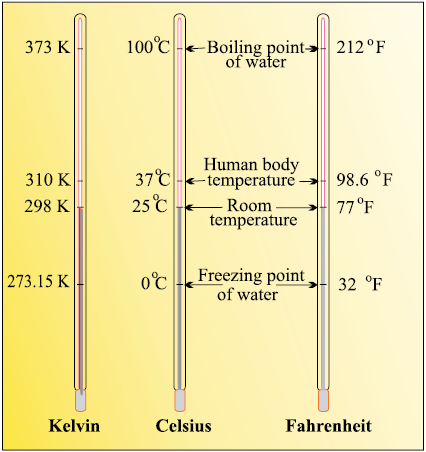 373 K 100°C Boiling point 212 °F
of water
Human body
310 K 37°C temperature 98.6 °F
298 K 25°C Room 77°F
temperature
273.15 K 0°C Freezing point 32 °F
of water
Kelvin Celsius Fahrenheit